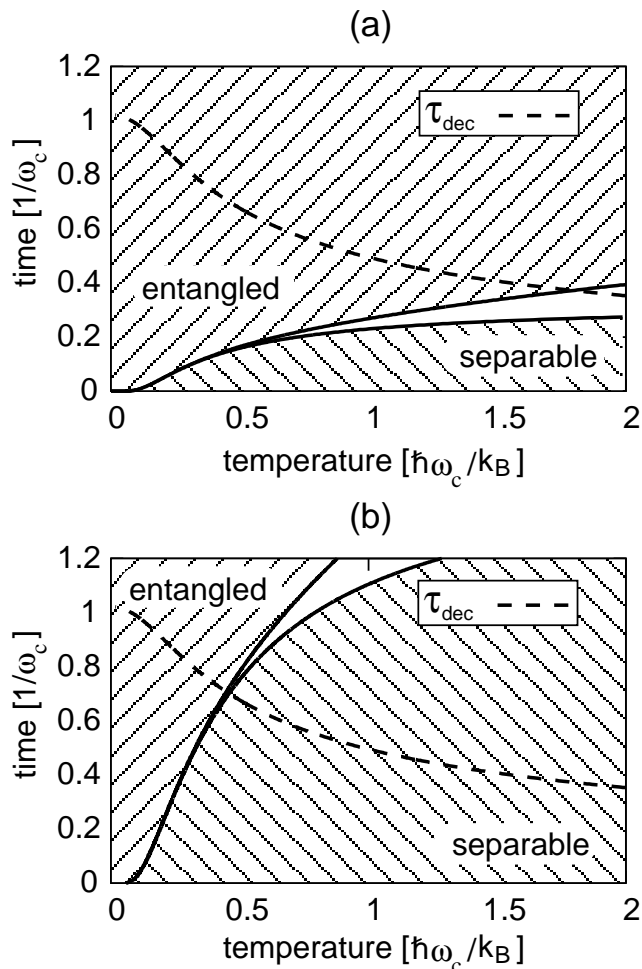 (a)
1.2
1
0.8
0.6
0.4
0.2
0
time [1/ω_c]
τ_dec
entangled
separable
0 0.5 1 1.5 2
temperature [ħω_c/k_B]
(b)
1.2
1
0.8
0.6
0.4
0.2
0
time [1/ω_c]
entangled
τ_dec
separable
0 0.5 1 1.5 2
temperature [ħω_c/k_B]